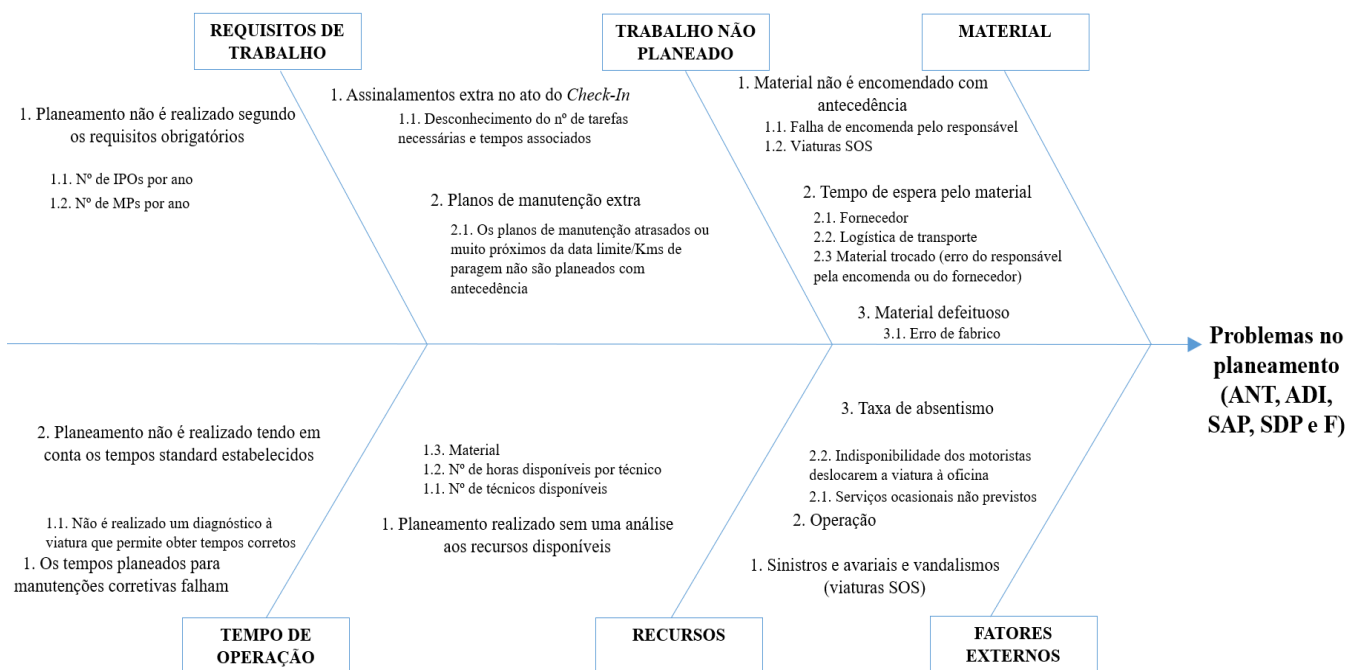 REQUISITOS DE
TRABALHO
TRABALHO NÃO
PLANEADO
MATERIAL
1. Planeamento não é realizado segundo
os requisitos obrigatórios
1.1. Nº de IPOs por ano
1.2. Nº de MPs por ano
1. Assinalamentos extra no ato do Check-In
1.1. Desconhecimento do nº de tarefas
necessárias e tempos associados
2. Planos de manutenção extra
2.1. Os planos de manutenção atrasados ou
muito próximos da data limite/Kms de
paragem não são planeados com
antecedência
1. Material não é encomendado com
antecedência
1.1. Falha de encomenda pelo responsável
1.2. Viaturas SOS
2. Tempo de espera pelo material
2.1. Fornecedor
2.2. Logística de transporte
2.3 Material trocado (erro do responsável
pela encomenda ou do fornecedor)
3. Material defeituoso
3.1. Erro de fabrico
Problemas no
planeamento
(ANT, ADI,
SAP, SDP e F)
2. Planeamento não é realizado tendo em
conta os tempos standard estabelecidos
1.1. Não é realizado um diagnóstico à
viatura que permite obter tempos corretos
1. Os tempos planeados para
manutenções corretivas falham
1.3. Material
1.2. Nº de horas disponíveis por técnico
1.1. Nº de técnicos disponíveis
1. Planeamento realizado sem uma análise
aos recursos disponíveis
3. Taxa de absentismo
2.2. Indisponibilidade dos motoristas
deslocarem a viatura à oficina
2.1. Serviços ocasionais não previstos
2. Operação
1. Sinistros e avariais e vandalismos
(viaturas SOS)
TEMPO DE
OPERAÇÃO
RECURSOS
FATORES
EXTERNOS